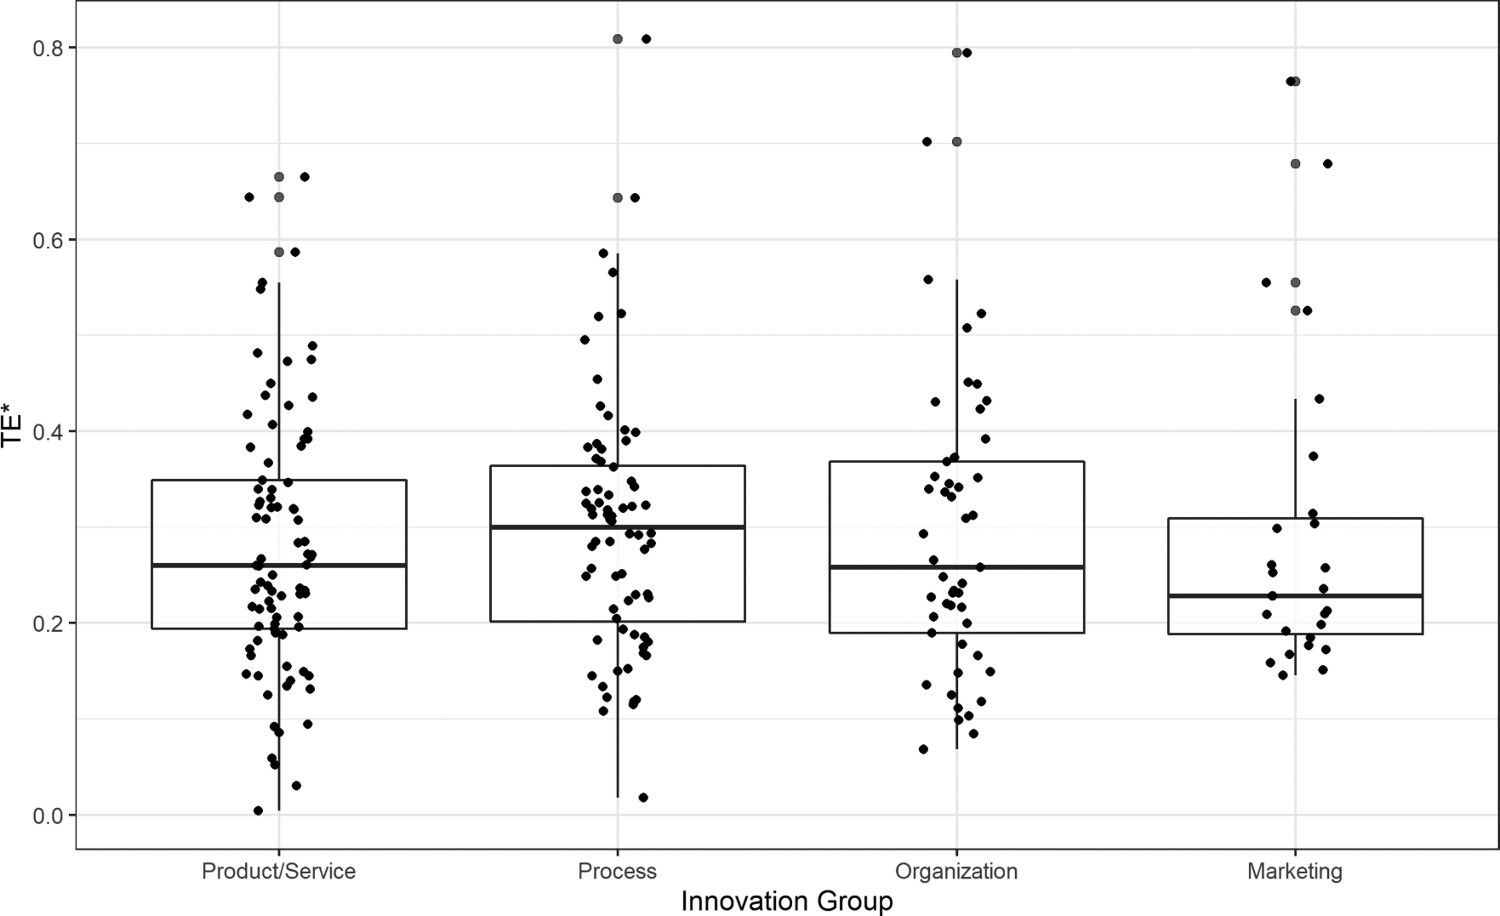 0.8
0.6
0.4
0.2
0.0
TE*
Product/Service
Process
Organization
Marketing
Innovation Group